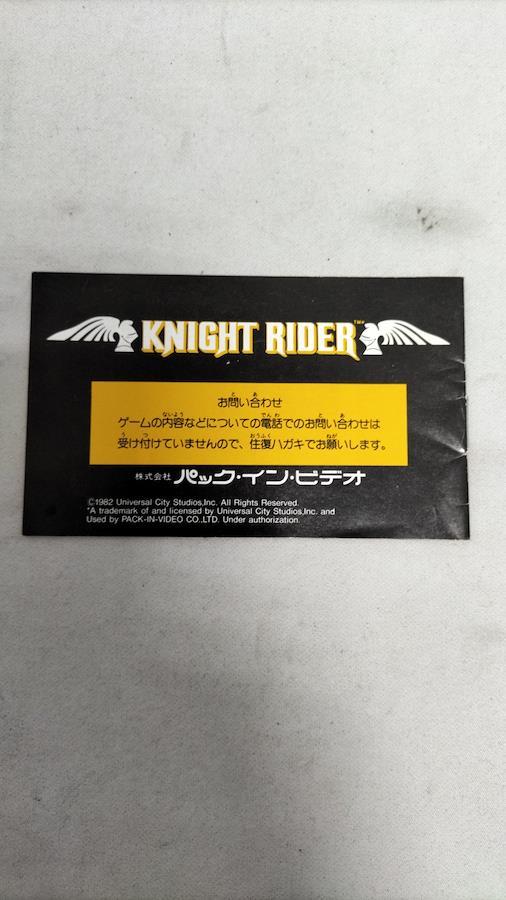 KNIGHT RIDER™*
お問い合わせ
ゲームの内容などについての電話でのお問い合わせは
受け付けていませんので、住復ハガキでお願いします。
株式会社 パック・イン・ビデオ
©1982 Universal City Studios,Inc. All Rights Reserved.
*A trademark of and licensed by Universal City Studios,Inc. and
Used by PACK-IN-VIDEO CO.,LTD. Under authorization.